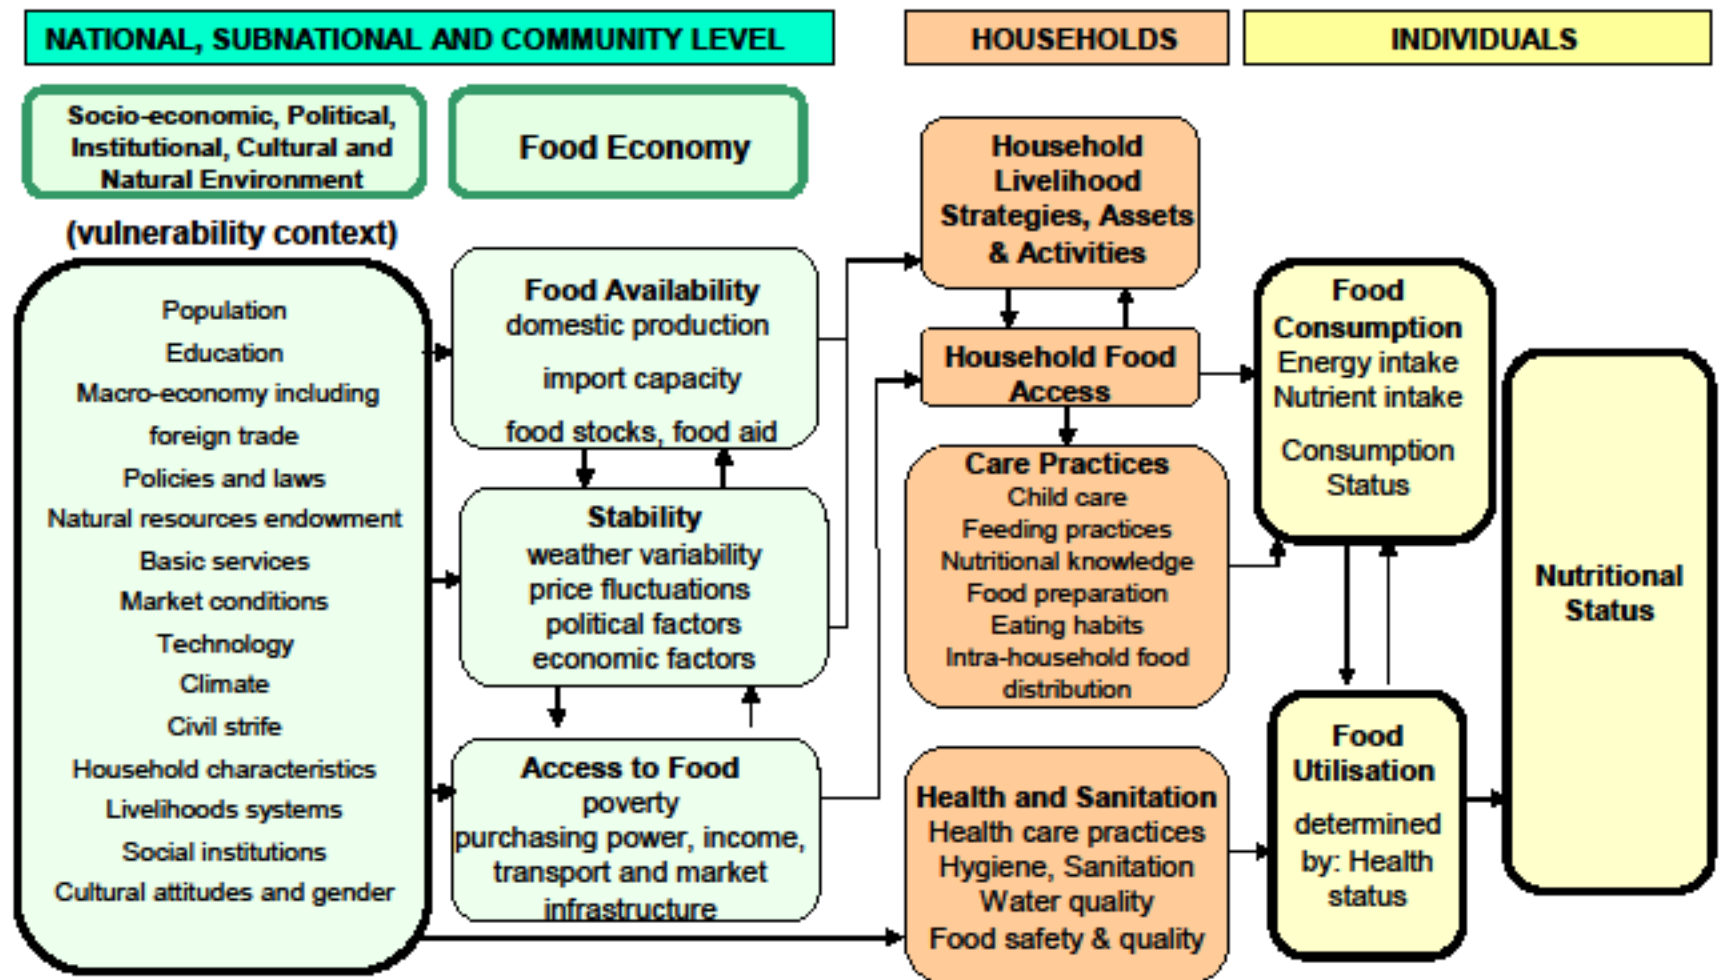 NATIONAL, SUBNATIONAL AND COMMUNITY LEVEL
HOUSEHOLDS
INDIVIDUALS
Socio-economic, Political,
Institutional, Cultural and
Natural Environment
(vulnerability context)
Population
Education
Macro-economy including
foreign trade
Policies and laws
Natural resources endowment
Basic services
Market conditions
Technology
Climate
Civil strife
Household characteristics
Livelihoods systems
Social institutions
Cultural attitudes and gender
Food Economy
Food Availability
domestic production
import capacity
food stocks, food aid
Stability
weather variability
price fluctuations
political factors
economic factors
Access to Food
poverty
purchasing power, income,
transport and market
infrastructure
Household
Livelihood
Strategies, Assets
& Activities
Household Food
Access
Care Practices
Child care
Feeding practices
Nutritional knowledge
Food preparation
Eating habits
Intra-household food
distribution
Health and Sanitation
Health care practices
Hygiene, Sanitation
Water quality
Food safety & quality
Food
Consumption
Energy intake
Nutrient intake
Consumption
Status
Food
Utilisation
determined
by: Health
status
Nutritional
Status